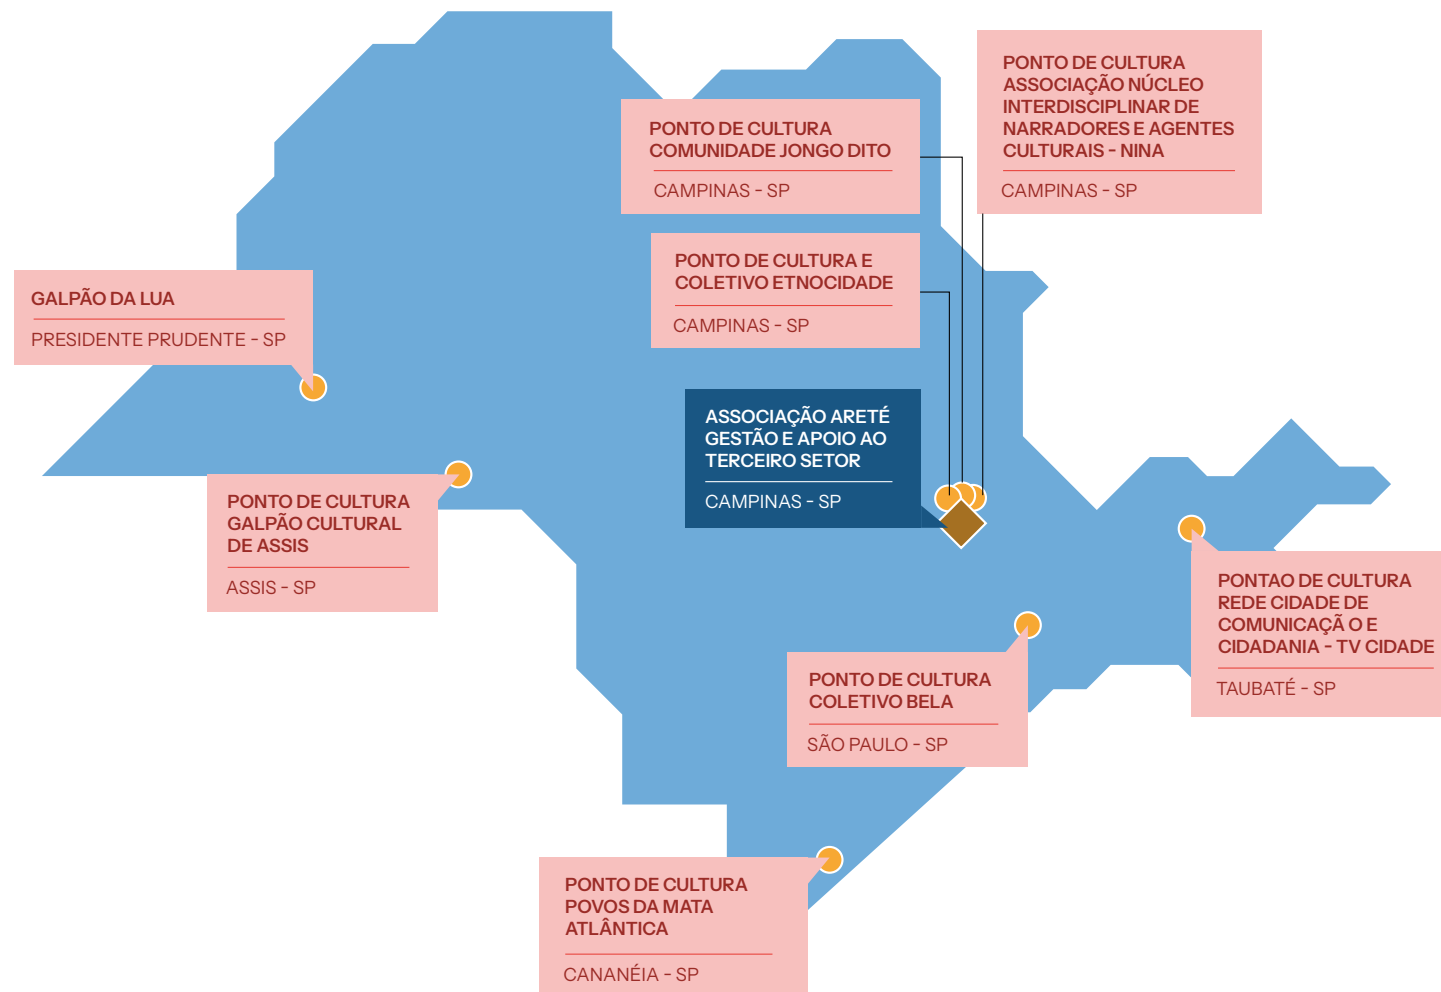 PONTO DE CULTURA
ASSOCIAÇÃO NÚCLEO
INTERDISCIPLINAR DE
NARRADORES E AGENTES
CULTURAIS - NINA
CAMPINAS - SP
PONTO DE CULTURA
COMUNIDADE JONGO DITO
CAMPINAS - SP
PONTO DE CULTURA E
COLETIVO ETNOCIDADE
CAMPINAS - SP
GALPÃO DA LUA
PRESIDENTE PRUDENTE - SP
ASSOCIAÇÃO ARETÉ
GESTÃO E APOIO AO
TERCEIRO SETOR
CAMPINAS - SP
PONTO DE CULTURA
GALPÃO CULTURAL
DE ASSIS
ASSIS - SP
PONTAO DE CULTURA
REDE CIDADE DE
COMUNICAÇÃ O E
CIDADANIA - TV CIDADE
TAUBATÉ - SP
PONTO DE CULTURA
COLETIVO BELA
SÃO PAULO - SP
PONTO DE CULTURA
POVOS DA MATA
ATLÂNTICA
CANANÉIA - SP